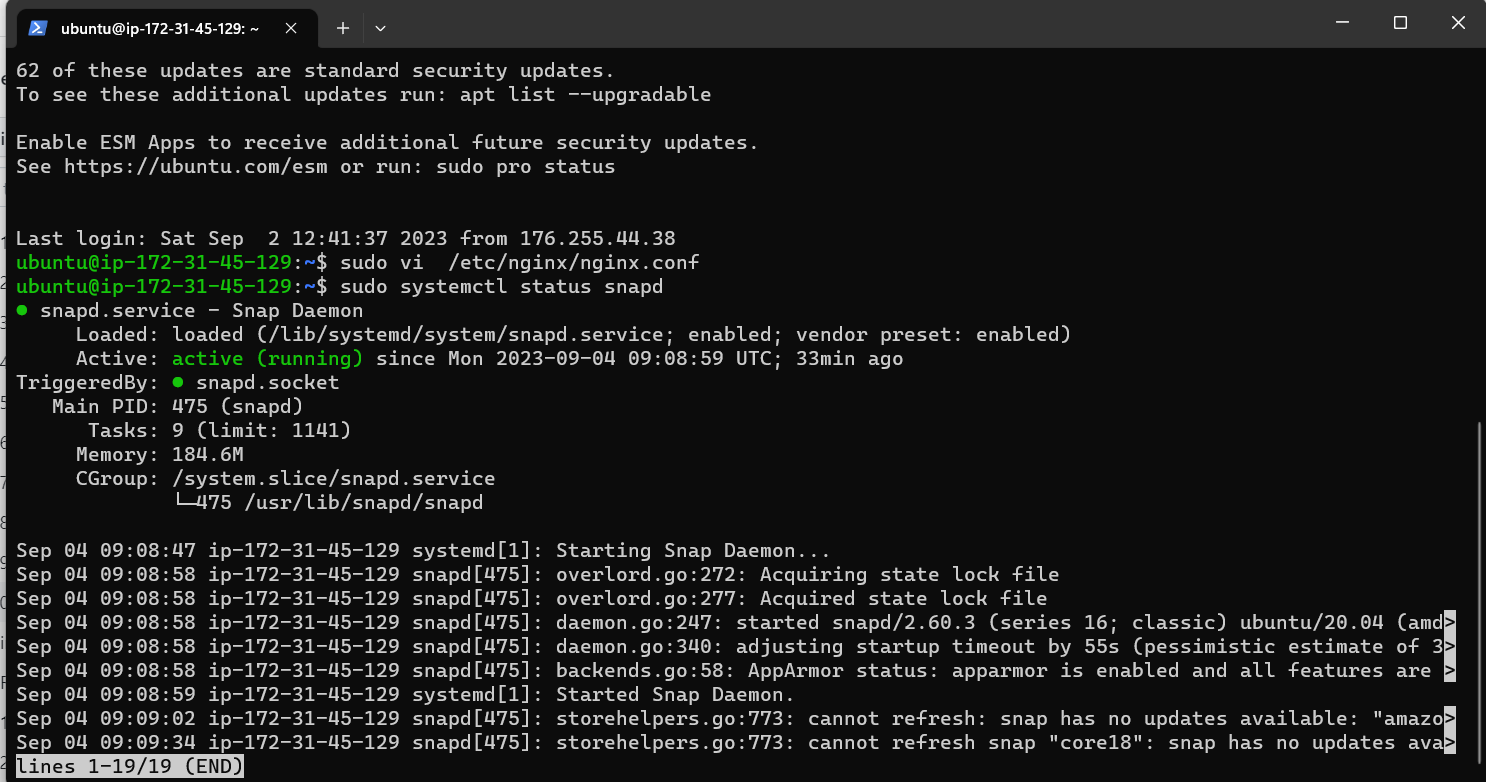 ubuntu@ip-172-31-45-129: ~
62 of these updates are standard security updates.
To see these additional updates run: apt list --upgradable
Enable ESM Apps to receive additional future security updates.
See https://ubuntu.com/esm or run: sudo pro status
Last login: Sat Sep  2 12:41:37 2023 from 176.255.44.38
ubuntu@ip-172-31-45-129:~$ sudo vi  /etc/nginx/nginx.conf
ubuntu@ip-172-31-45-129:~$ sudo systemctl status snapd
● snapd.service - Snap Daemon
     Loaded: loaded (/lib/systemd/system/snapd.service; enabled; vendor preset: enabled)
     Active: active (running) since Mon 2023-09-04 09:08:59 UTC; 33min ago
TriggeredBy: ● snapd.socket
   Main PID: 475 (snapd)
      Tasks: 9 (limit: 1141)
     Memory: 184.6M
     CGroup: /system.slice/snapd.service
             └─475 /usr/lib/snapd/snapd
Sep 04 09:08:47 ip-172-31-45-129 systemd[1]: Starting Snap Daemon...
Sep 04 09:08:58 ip-172-31-45-129 snapd[475]: overlord.go:272: Acquiring state lock file
Sep 04 09:08:58 ip-172-31-45-129 snapd[475]: overlord.go:277: Acquired state lock file
Sep 04 09:08:58 ip-172-31-45-129 snapd[475]: daemon.go:247: started snapd/2.60.3 (series 16; classic) ubuntu/20.04 (amd>
Sep 04 09:08:58 ip-172-31-45-129 snapd[475]: daemon.go:340: adjusting startup timeout by 55s (pessimistic estimate of 3>
Sep 04 09:08:58 ip-172-31-45-129 snapd[475]: backends.go:58: AppArmor status: apparmor is enabled and all features are >
Sep 04 09:08:59 ip-172-31-45-129 systemd[1]: Started Snap Daemon.
Sep 04 09:09:02 ip-172-31-45-129 snapd[475]: storehelpers.go:773: cannot refresh: snap has no updates available: "amazo>
Sep 04 09:09:34 ip-172-31-45-129 snapd[475]: storehelpers.go:773: cannot refresh snap "core18": snap has no updates ava>
lines 1-19/19 (END)